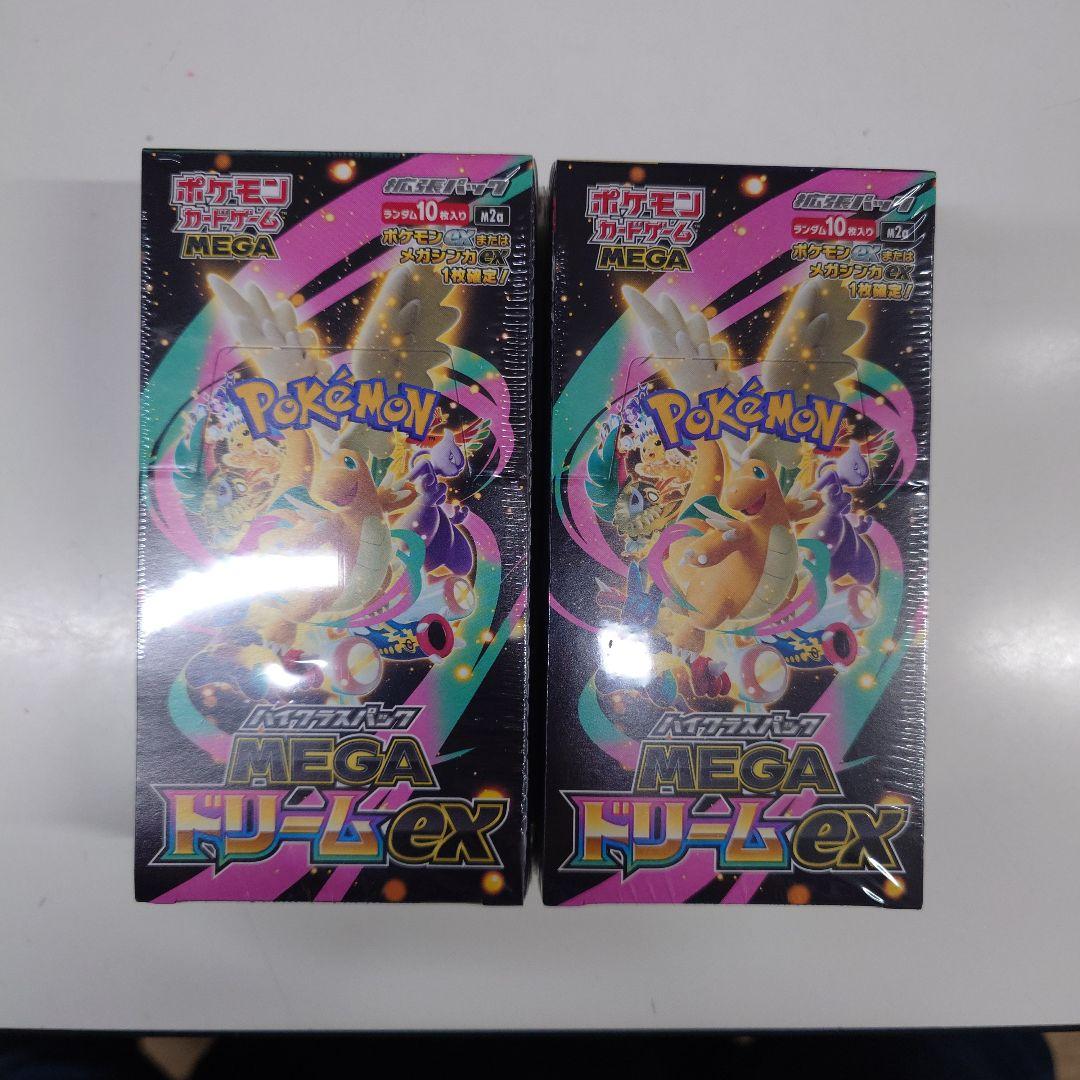 ポケモン
カードゲーム
MEGA
拡張パック
ランダム10枚入り M2a
ポケモンexまたは
メガシンカex
1枚確定!
POKéMON
ハイクラスパック
MEGA
ドリームex
ポケモン
カードゲーム
MEGA
拡張パック
ランダム10枚入り M2a
ポケモンexまたは
メガシンカex
1枚確定!
POKéMON
ハイクラスパック
MEGA
ドリームex